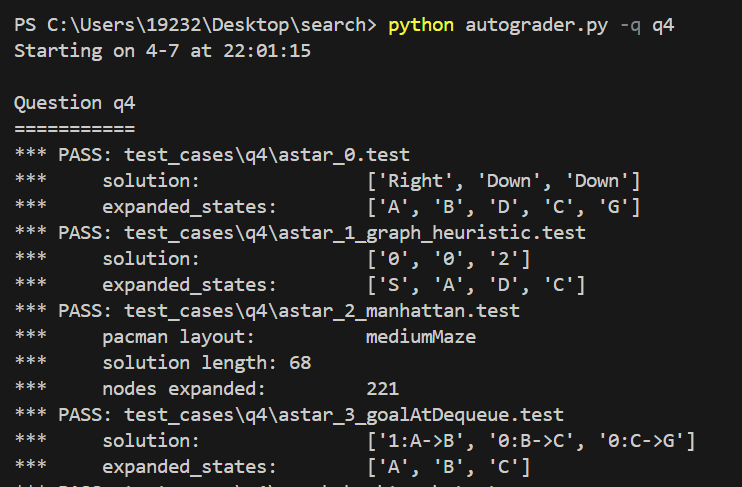 PS C:\Users\19232\Desktop\search> python autograder.py -q q4
Starting on 4-7 at 22:01:15
Question q4
===========
*** PASS: test_cases\q4\astar_0.test
***     solution:               ['Right', 'Down', 'Down']
***     expanded_states:        ['A', 'B', 'D', 'C', 'G']
*** PASS: test_cases\q4\astar_1_graph_heuristic.test
***     solution:               ['0', '0', '2']
***     expanded_states:        ['S', 'A', 'D', 'C']
*** PASS: test_cases\q4\astar_2_manhattan.test
***     pacman layout:          mediumMaze
***     solution length: 68
***     nodes expanded:         221
*** PASS: test_cases\q4\astar_3_goalAtDequeue.test
***     solution:               ['1:A->B', '0:B->C', '0:C->G']
***     expanded_states:        ['A', 'B', 'C']